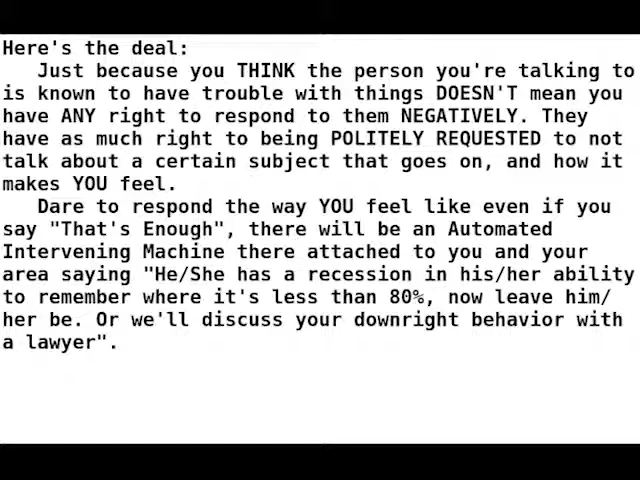 Here's the deal:
Just because you THINK the person you're talking to
is known to have trouble with things DOESN'T mean you
have ANY right to respond to them NEGATIVELY. They
have as much right to being POLITELY REQUESTED to not
talk about a certain subject that goes on, and how it
makes YOU feel.
Dare to respond the way YOU feel like even if you
say "That's Enough", there will be an Automated
Intervening Machine there attached to you and your
area saying "He/She has a recession in his/her ability
to remember where it's less than 80%, now leave him/
her be. Or we'll discuss your downright behavior with
a lawyer".